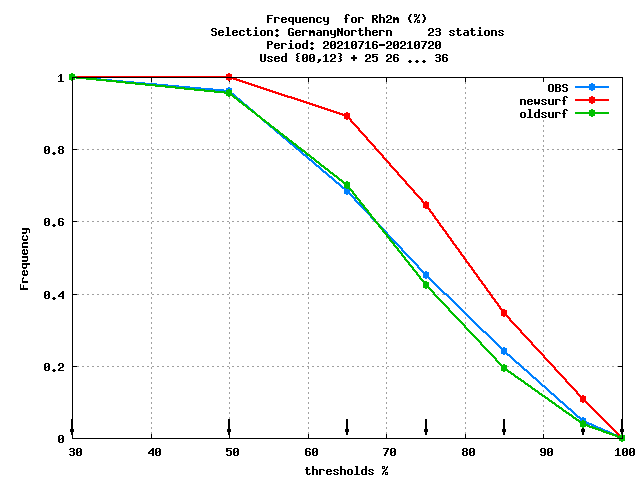 Frequency  for Rh2m (%)
Selection: GermanyNorthern     23 stations
Period: 20210716-20210720
Used {00,12} + 25 26 ... 36
OBS
newsurf
oldsurf
1
0.8
0.6
0.4
0.2
0
Frequency
30 40 50 60 70 80 90 100
thresholds %